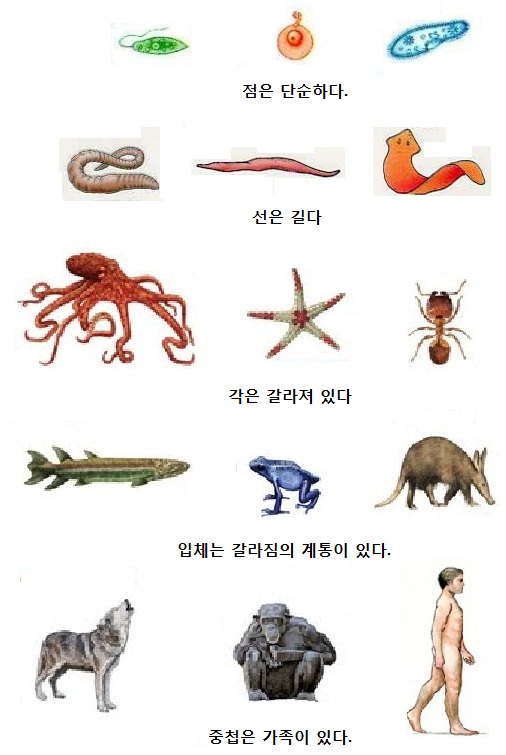 점은 단순하다.
선은 길다
각은 갈라져 있다
입체는 갈라짐의 계통이 있다.
중첩은 가족이 있다.